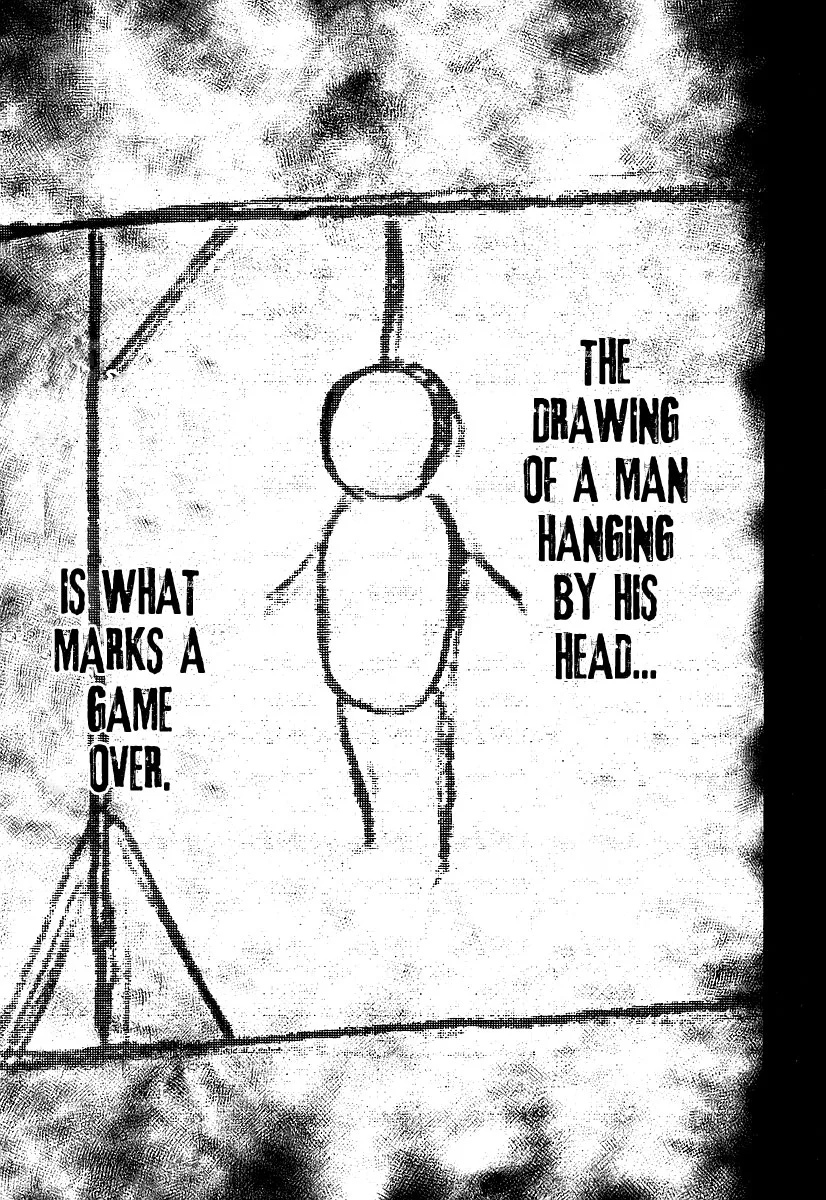 THE
DRAWING
OF A MAN
HANGING
BY HIS
HEAD...
IS WHAT
MARKS A
GAME
OVER.